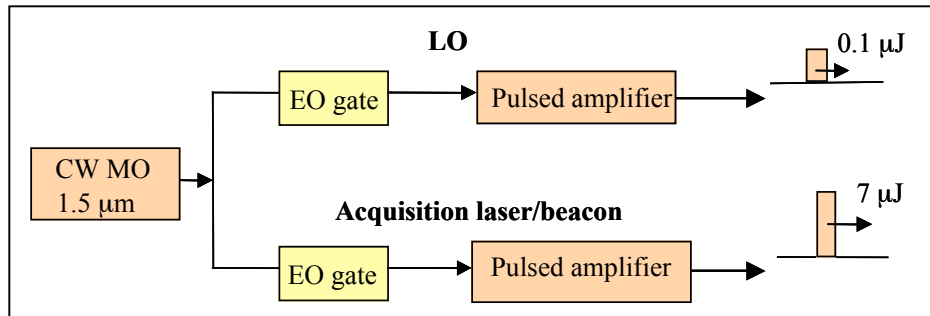 LO
0.1 μJ
EO gate
Pulsed amplifier
CW MO
1.5 μm
Acquisition laser/beacon
7 μJ
EO gate
Pulsed amplifier